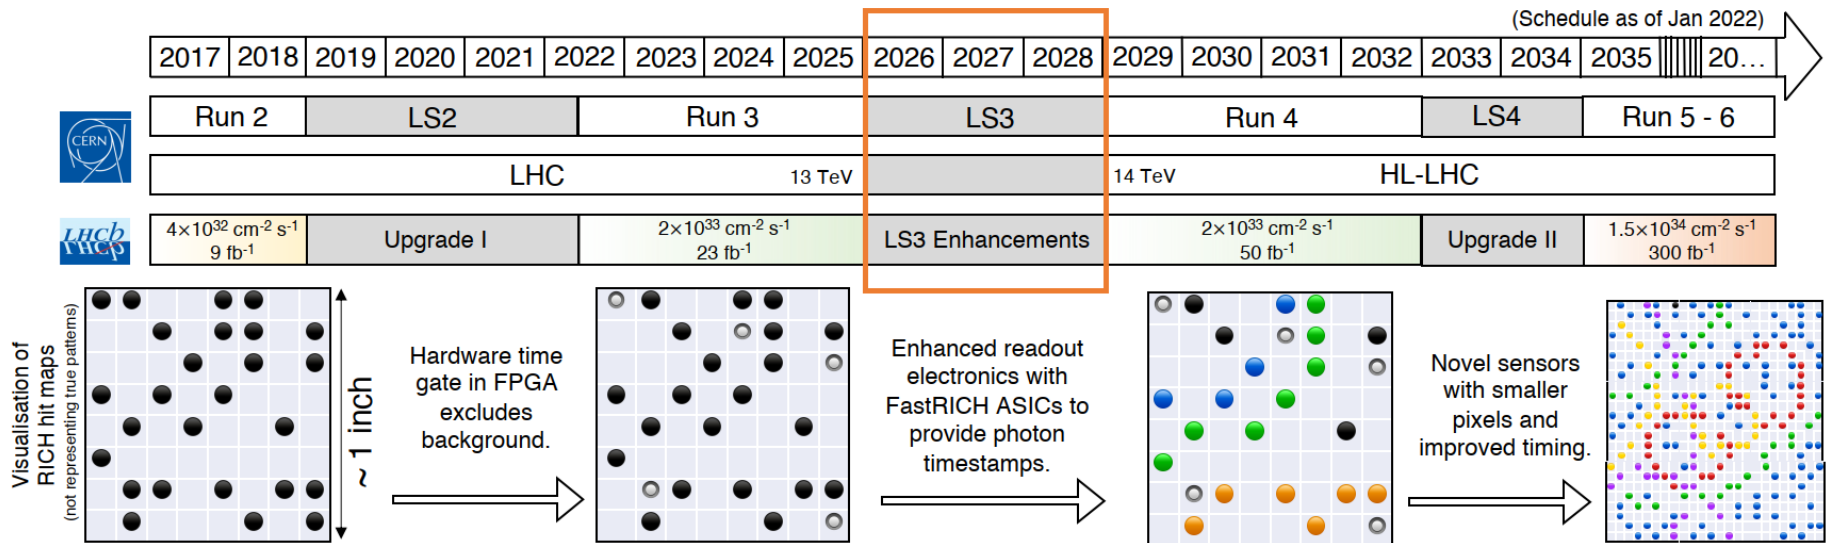 (Schedule as of Jan 2022)
2017 2018 2019 2020 2021 2022 2023 2024 2025 2026 2027 2028 2029 2030 2031 2032 2033 2034 2035 20...
CERN
Run 2 LS2 Run 3 LS3 Run 4 LS4 Run 5 - 6
LHC 13 TeV 14 TeV HL-LHC
LHCb
4×10³² cm-2 s⁻¹
9 fb⁻¹
Upgrade I
2×10³³ cm-2 s⁻¹
23 fb⁻¹
LS3 Enhancements
2×10³³ cm-2 s⁻¹
50 fb⁻¹
Upgrade II
1.5×10³⁴ cm-2 s⁻¹
300 fb⁻¹
Visualisation of
RICH hit maps
(not representing true patterns)
~ 1 inch
Hardware time
gate in FPGA
excludes
background.
Enhanced readout
electronics with
FastRICH ASICs to
provide photon
timestamps.
Novel sensors
with smaller
pixels and
improved timing.